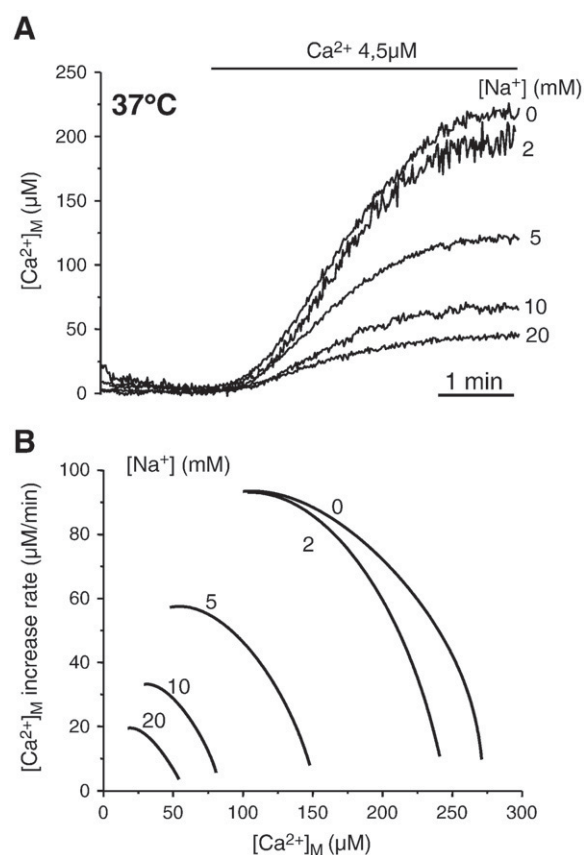 A
Ca²⁺ 4,5µM
250
200
150
100
50
0
[Ca²⁺]M (µM)
37°C
[Na⁺] (mM)
0
2
5
10
20
1 min
B
[Na⁺] (mM)
100
80
60
40
20
0
[Ca²⁺]M increase rate (µM/min)
0
2
5
10
20
0 50 100 150 200 250 300
[Ca²⁺]M (µM)